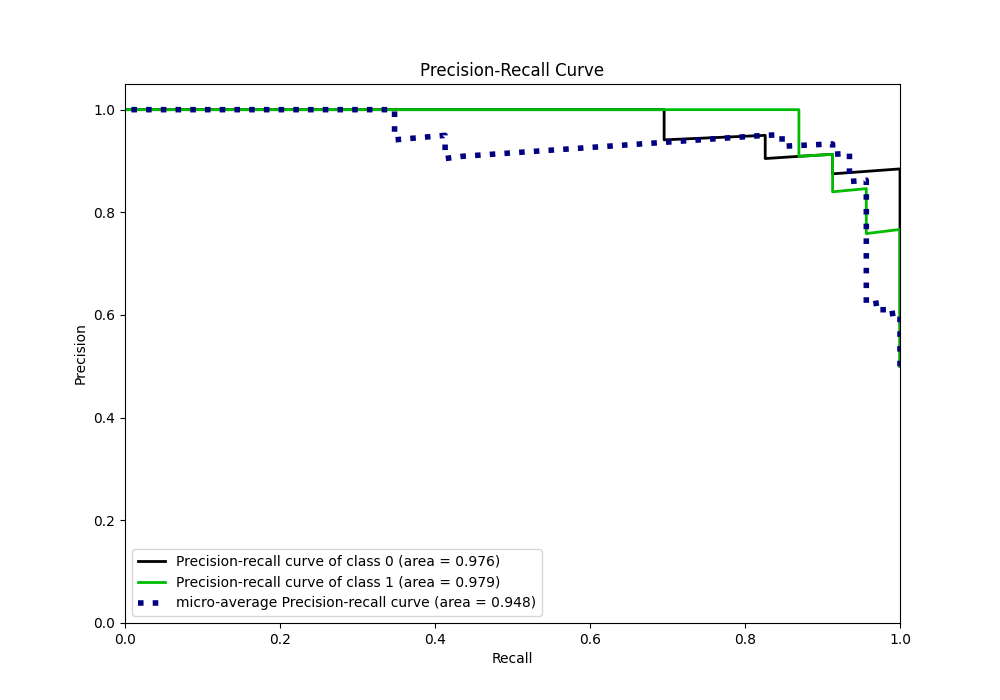 Precision-Recall Curve
1.0
0.8
0.6
0.4
0.2
0.0
Precision
Precision-recall curve of class 0 (area = 0.976)
Precision-recall curve of class 1 (area = 0.979)
micro-average Precision-recall curve (area = 0.948)
0.0 0.2 0.4 0.6 0.8 1.0
Recall